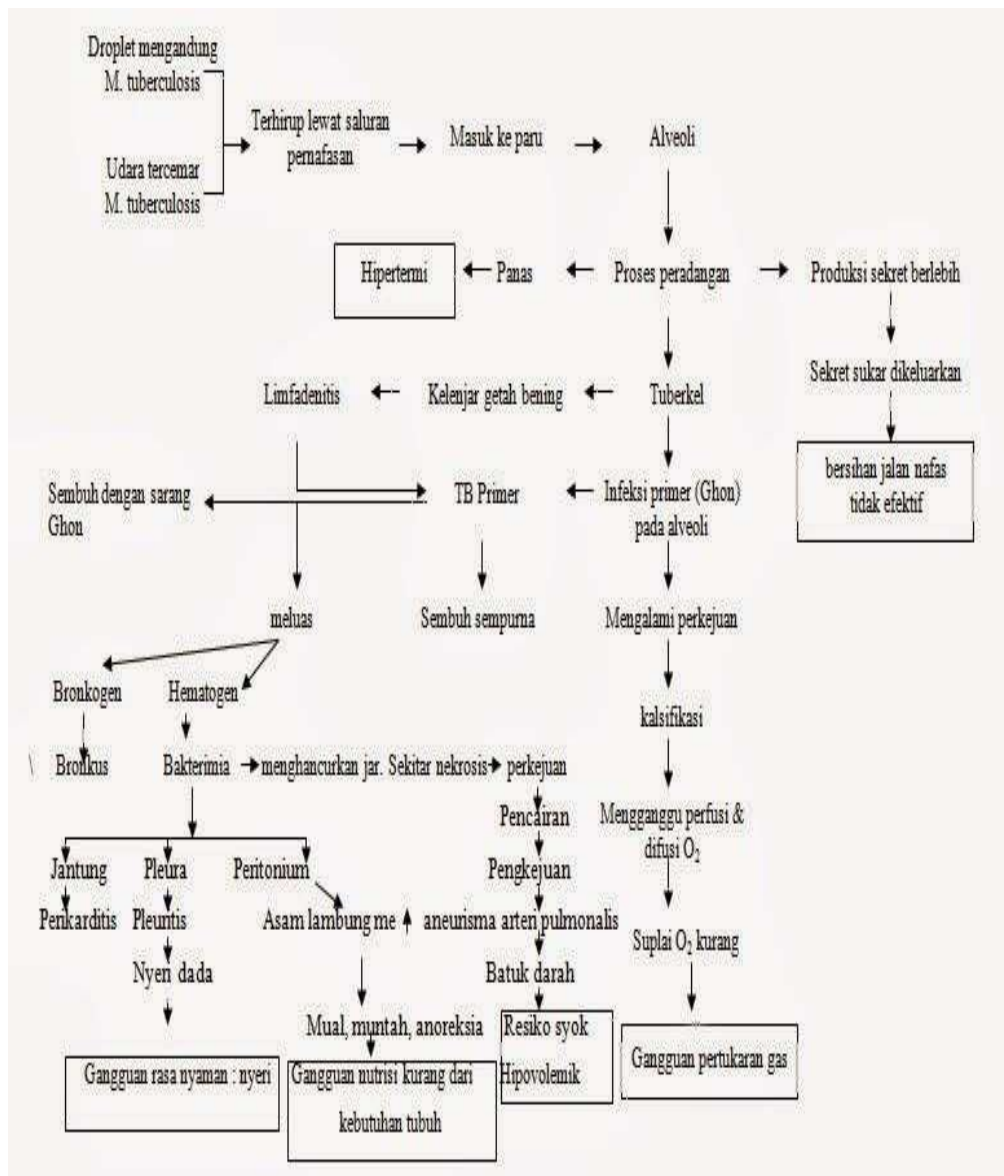 Droplet mengandung
M. tuberculosis
Terhirup lewat saluran
pernafasan
Masuk ke paru
Alveoli
Udara tercemar
M. tuberculosis
Hipertermi
Panas
Proses peradangan
Produksi sekret berlebih
Sekret sukar dikeluarkan
Limfadenitis
Kelenjar getah bening
Tuberkel
bersihan jalan nafas
tidak efektif
Sembuh dengan sarang
Ghon
TB Primer
Infeksi primer (Ghon)
pada alveoli
meluas
Sembuh sempurna
Mengalami perkejuan
Bronkogen
Hematogen
kalsifikasi
\ Bronkus
Bakterimia
menghancurkan jar. Sekitar nekrosis
perkejuan
Pencairan
Mengganggu perfusi &
difusi O₂
Jantung
Pleura
Peritonium
Pengkejuan
Perikarditis
Pleuritis
Asam lambung me ↑
aneurisma arteri pulmonalis
Suplai O₂ kurang
Nyeri dada
Batuk darah
Mual, muntah, anoreksia
Resiko syok
Hipovolemik
Gangguan pertukaran gas
Gangguan rasa nyaman : nyeri
Gangguan nutrisi kurang dari
kebutuhan tubuh